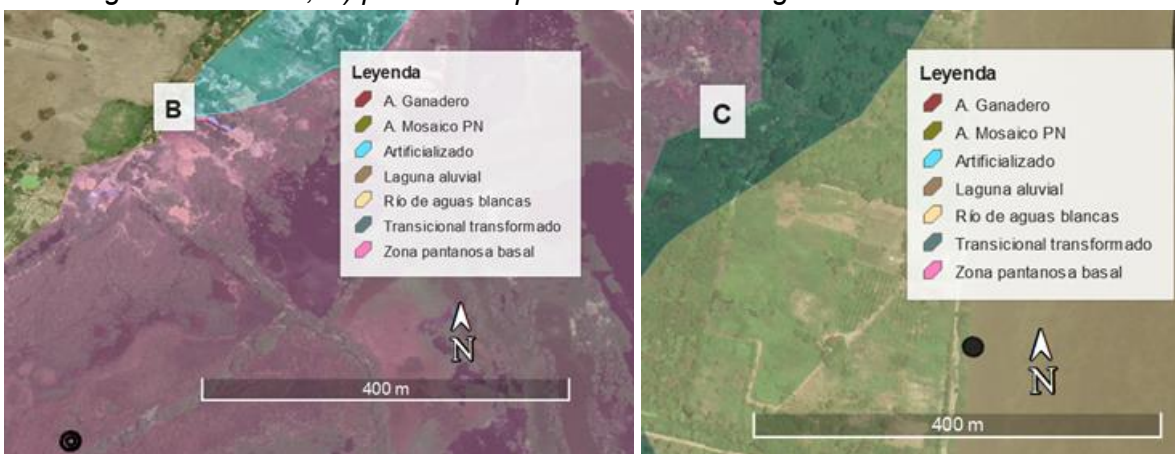 B
Leyenda
A. Ganadero
A. Mosaico PN
Artificializado
Laguna aluvial
Río de aguas blancas
Transicional transformado
Zona pantanosa basal
N
400 m
C
Leyenda
A. Ganadero
A. Mosaico PN
Artificializado
Laguna aluvial
Río de aguas blancas
Transicional transformado
Zona pantanosa basal
N
400 m